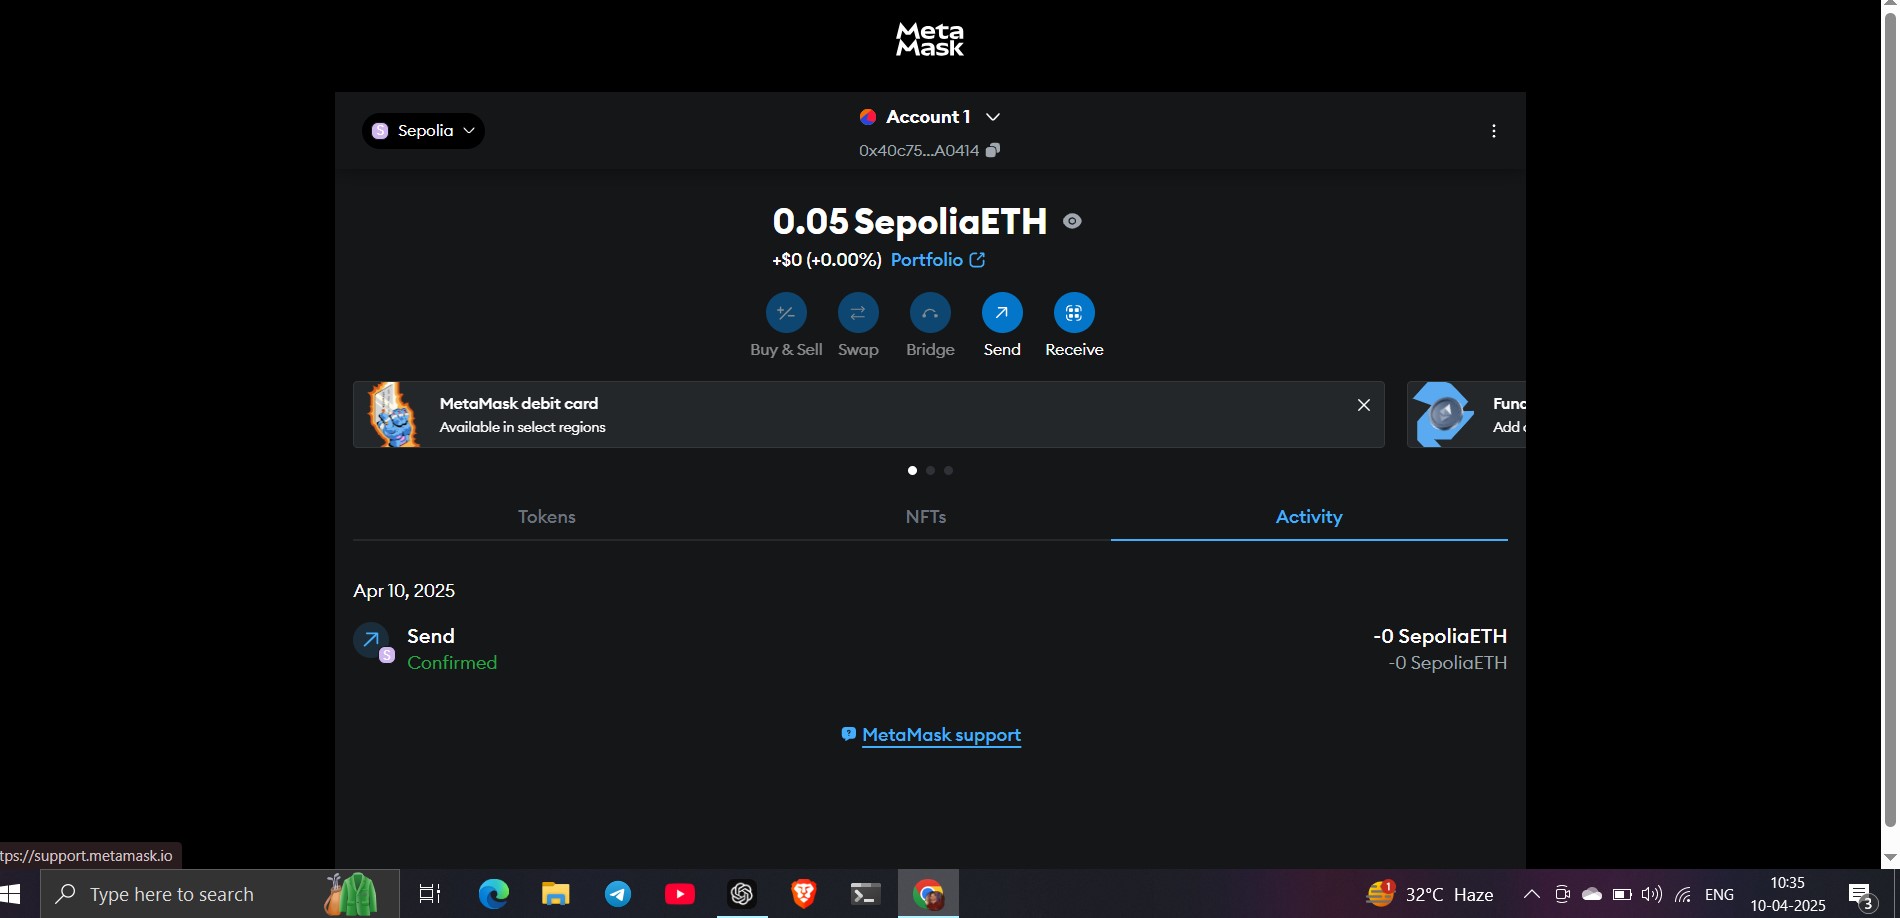 Meta
Mask
S Sepolia
Account 1
0x40c75...A0414
0.05 SepoliaETH
+$0 (+0.00%) Portfolio
Buy & Sell Swap Bridge Send Receive
MetaMask debit card
Available in select regions
Func
Add
Tokens NFTs Activity
Apr 10, 2025
Send -0 SepoliaETH
S
Confirmed -0 SepoliaETH
MetaMask support
tps://support.metamask.io
Type here to search
1 32°C Haze
ENG
10:35
10-04-2025
3